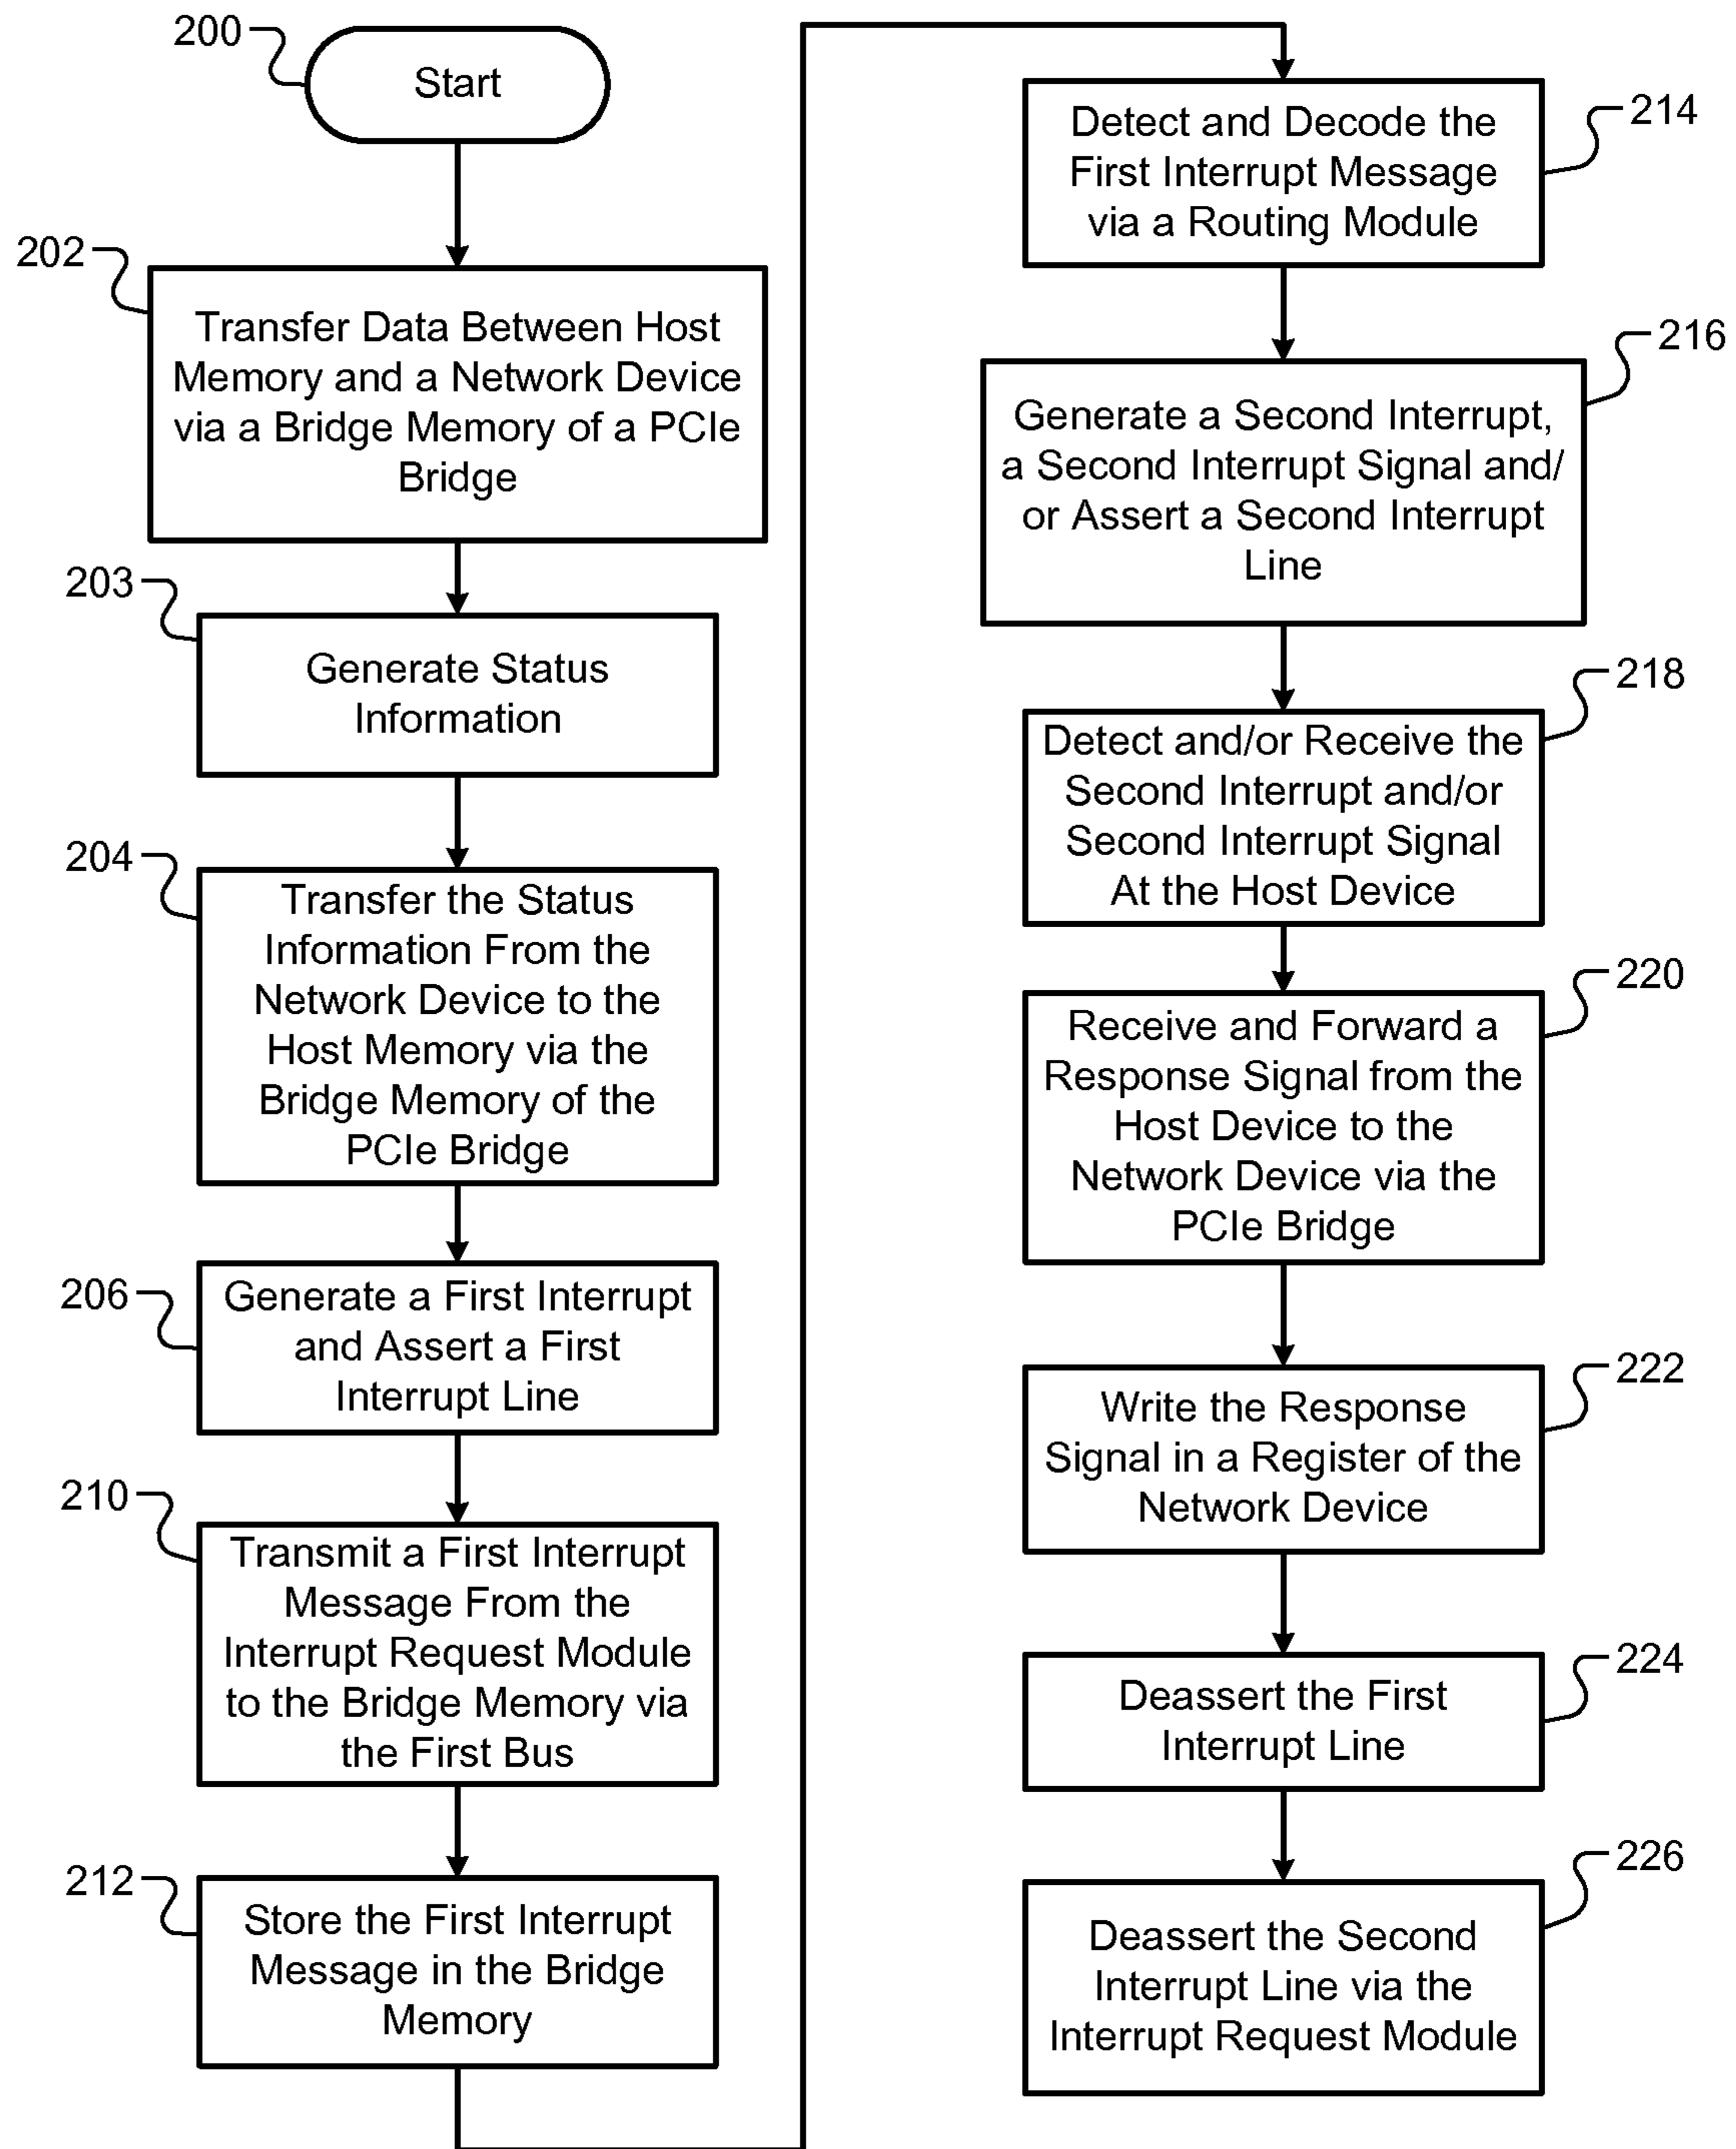 200
Start
202
Transfer Data Between Host
Memory and a Network Device
via a Bridge Memory of a PCIe
Bridge
203
Generate Status
Information
204
Transfer the Status
Information From the
Network Device to the
Host Memory via the
Bridge Memory of the
PCIe Bridge
206
Generate a First Interrupt
and Assert a First
Interrupt Line
210
Transmit a First Interrupt
Message From the
Interrupt Request Module
to the Bridge Memory via
the First Bus
212
Store the First Interrupt
Message in the Bridge
Memory
214
Detect and Decode the
First Interrupt Message
via a Routing Module
216
Generate a Second Interrupt,
a Second Interrupt Signal and/
or Assert a Second Interrupt
Line
218
Detect and/or Receive the
Second Interrupt and/or
Second Interrupt Signal
At the Host Device
220
Receive and Forward a
Response Signal from the
Host Device to the
Network Device via the
PCIe Bridge
222
Write the Response
Signal in a Register of the
Network Device
224
Deassert the First
Interrupt Line
226
Deassert the Second
Interrupt Line via the
Interrupt Request Module